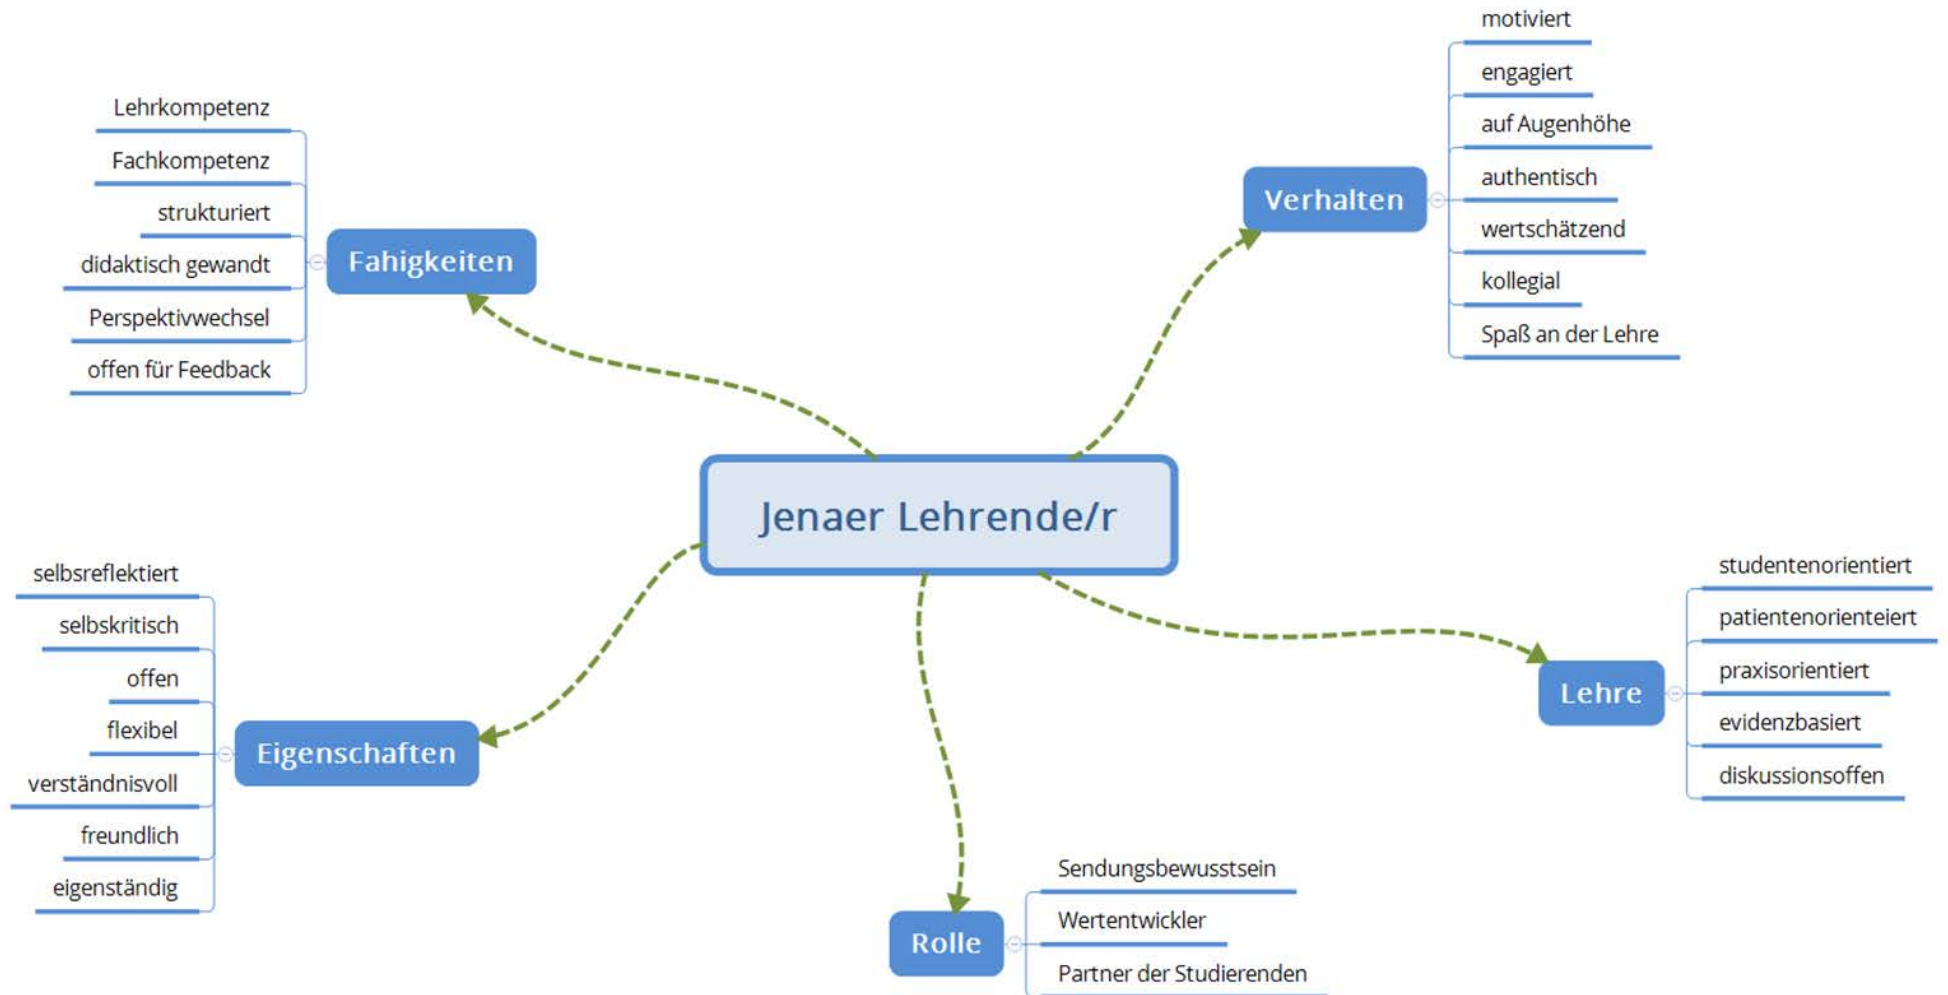 Jenaer Lehrende/r
Fahigkeiten
Lehrkompetenz
Fachkompetenz
strukturiert
didaktisch gewandt
Perspektivwechsel
offen für Feedback
Verhalten
motiviert
engagiert
auf Augenhöhe
authentisch
wertschätzend
kollegial
Spaß an der Lehre
Eigenschaften
selbsreflektiert
selbskritisch
offen
flexibel
verständnisvoll
freundlich
eigenständig
Rolle
Sendungsbewusstsein
Wertentwickler
Partner der Studierenden
Lehre
studentenorientiert
patientenorienteiert
praxisorientiert
evidenzbasiert
diskussionsoffen